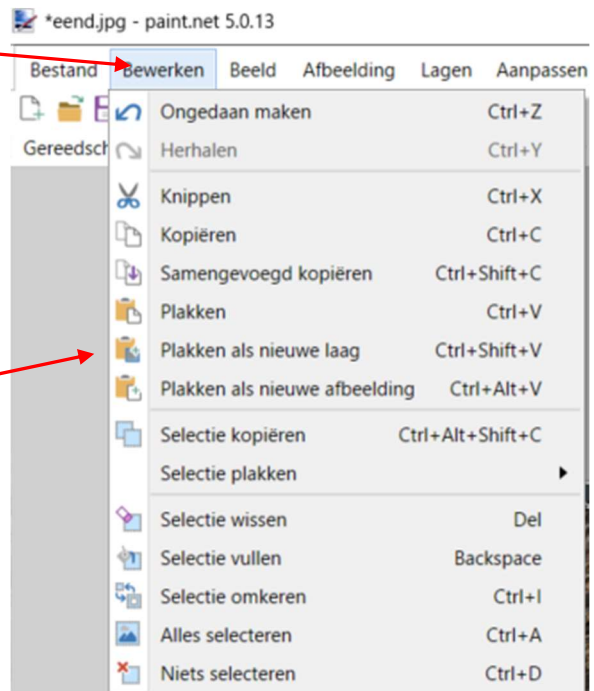 *eend.jpg - paint.net 5.0.13
Bestand Bewerken Beeld Afbeelding Lagen Aanpassen
Ongedaan maken Ctrl+Z
Gereedsch
Herhalen Ctrl+Y
Knippen Ctrl+X
Kopiëren Ctrl+C
Samengevoegd kopiëren Ctrl+Shift+C
Plakken Ctrl+V
Plakken als nieuwe laag Ctrl+Shift+V
Plakken als nieuwe afbeelding Ctrl+Alt+V
Selectie kopiëren Ctrl+Alt+Shift+C
Selectie plakken
Selectie wissen Del
Selectie vullen Backspace
Selectie omkeren Ctrl+I
Alles selecteren Ctrl+A
Niets selecteren Ctrl+D